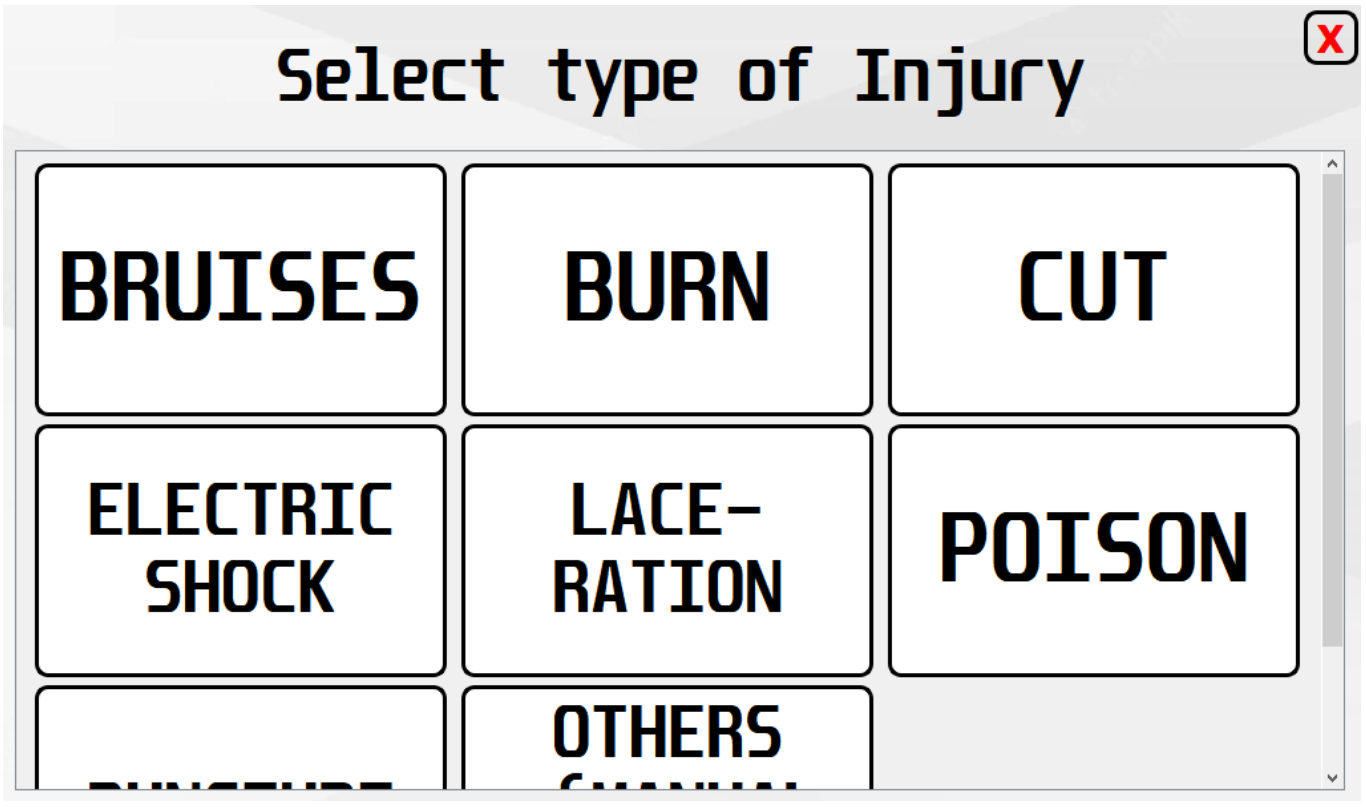 Select type of Injury
X
BRUISES
BURN
CUT
ELECTRIC
SHOCK
LACE-
RATION
POISON
OTHERS